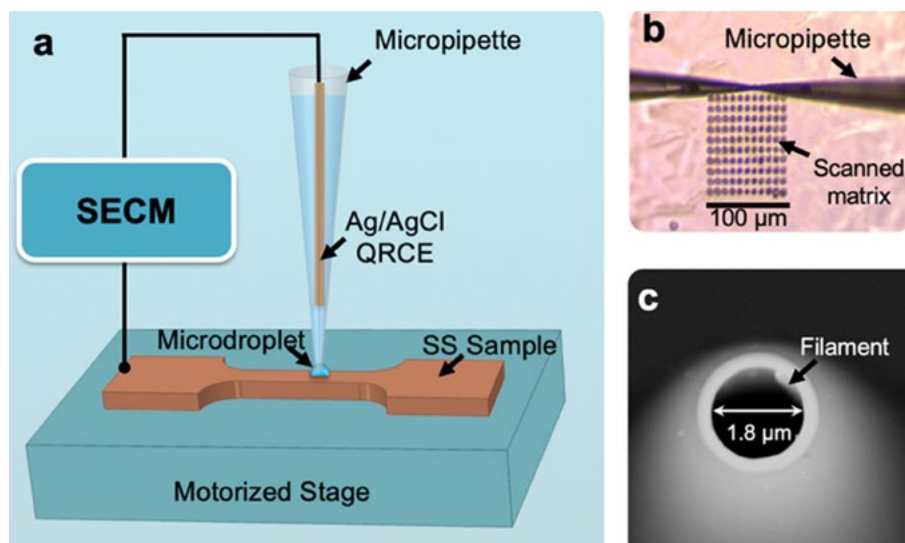 a
Micropipette
SECM
Ag/AgCl
QRCE
Microdroplet
SS Sample
Motorized Stage
b
Micropipette
Scanned
matrix
100 µm
c
Filament
1.8 µm